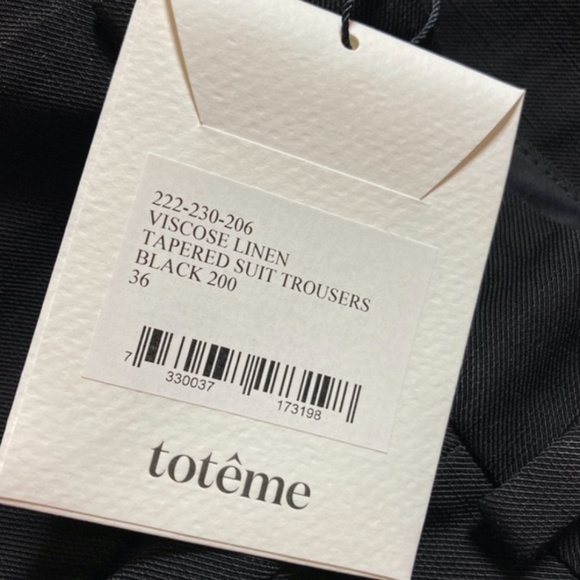 222-230-206
VISCOSE LINEN
TAPERED SUIT TROUSERS
BLACK 200
36
7 330037 173198
totême